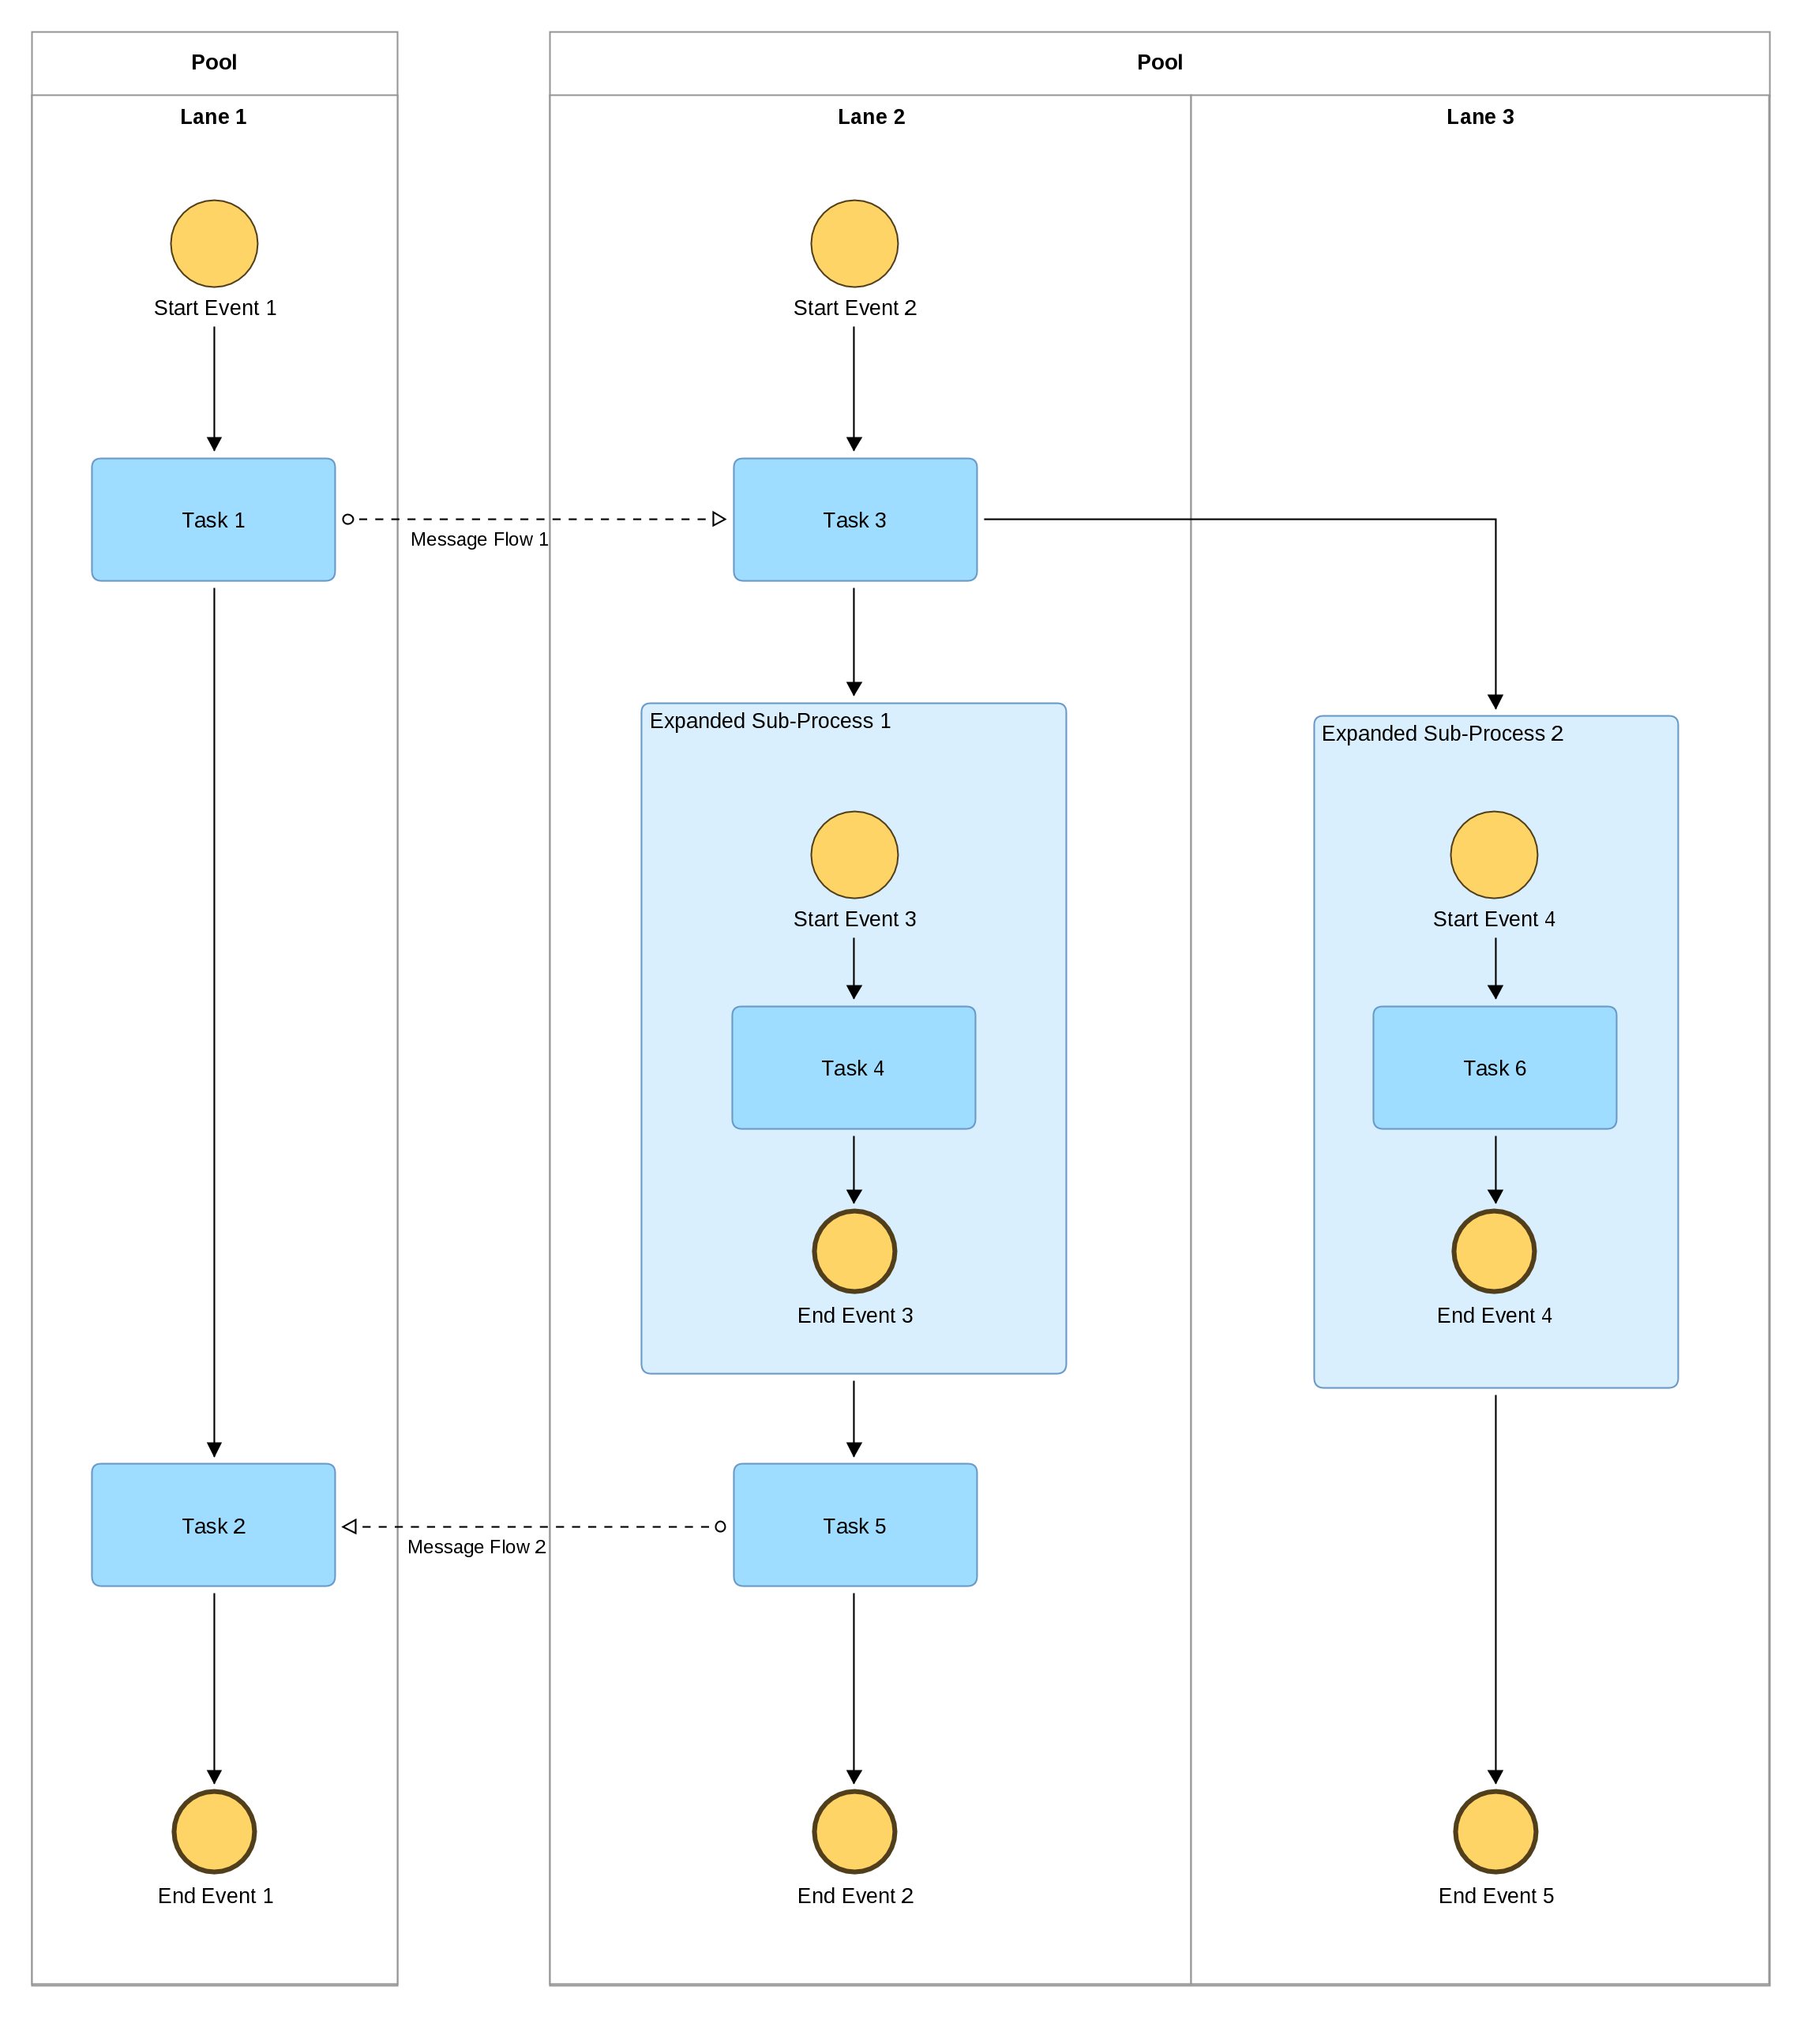 Pool
Pool
Lane 1
Lane 2
Lane 3
Start Event 1
Start Event 2
Task 1
Message Flow 1
Task 3
Expanded Sub-Process 1
Expanded Sub-Process 2
Start Event 3
Start Event 4
Task 4
Task 6
End Event 3
End Event 4
Task 2
Message Flow 2
Task 5
End Event 1
End Event 2
End Event 5